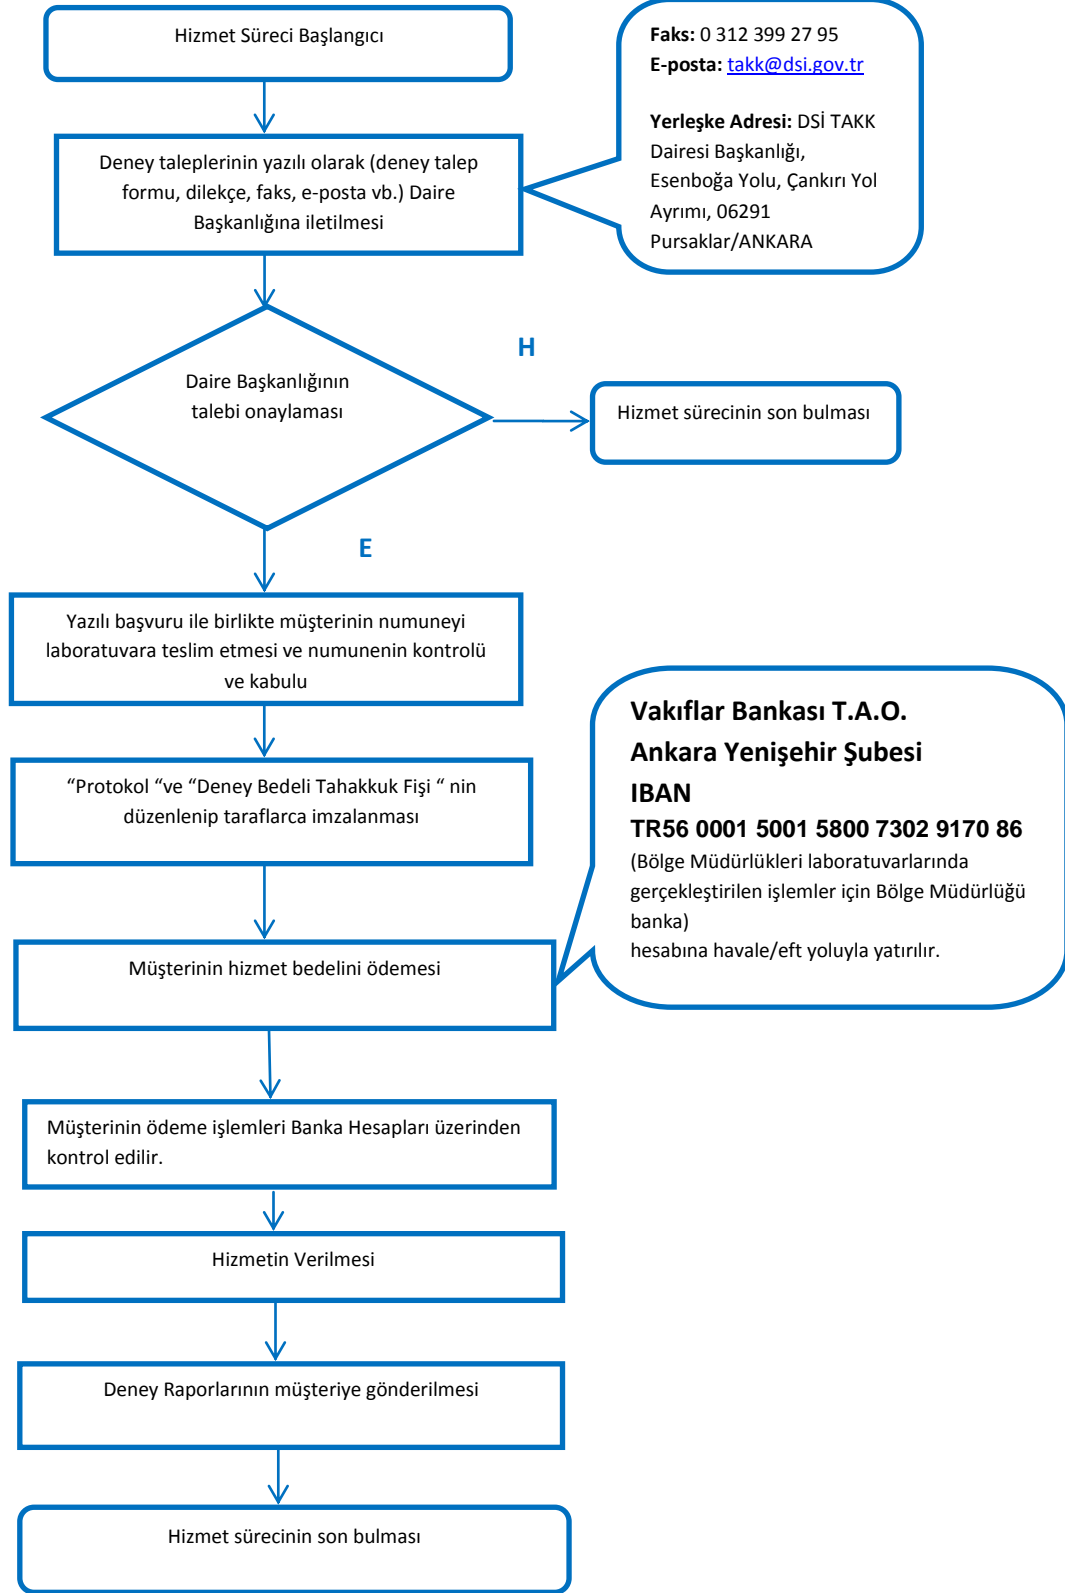 Hizmet Süreci Başlangıcı
Faks: 0 312 399 27 95
E-posta: takk@dsi.gov.tr
Yerleşke Adresi: DSİ TAKK
Dairesi Başkanlığı,
Esenboğa Yolu, Çankırı Yol
Ayrımı, 06291
Pursaklar/ANKARA
Deney taleplerinin yazılı olarak (deney talep
formu, dilekçe, faks, e-posta vb.) Daire
Başkanlığına iletilmesi
H
Daire Başkanlığının
talebi onaylaması
Hizmet sürecinin son bulması
E
Yazılı başvuru ile birlikte müşterinin numuneyi
laboratuvara teslim etmesi ve numunenin kontrolü
ve kabulu
“Protokol “ve “Deney Bedeli Tahakkuk Fişi “ nin
düzenlenip taraflarca imzalanması
Vakıflar Bankası T.A.O.
Ankara Yenişehir Şubesi
IBAN
TR56 0001 5001 5800 7302 9170 86
(Bölge Müdürlükleri laboratuvarlarında
gerçekleştirilen işlemler için Bölge Müdürlüğü
banka)
hesabına havale/eft yoluyla yatırılır.
Müşterinin hizmet bedelini ödemesi
Müşterinin ödeme işlemleri Banka Hesapları üzerinden
kontrol edilir.
Hizmetin Verilmesi
Deney Raporlarının müşteriye gönderilmesi
Hizmet sürecinin son bulması